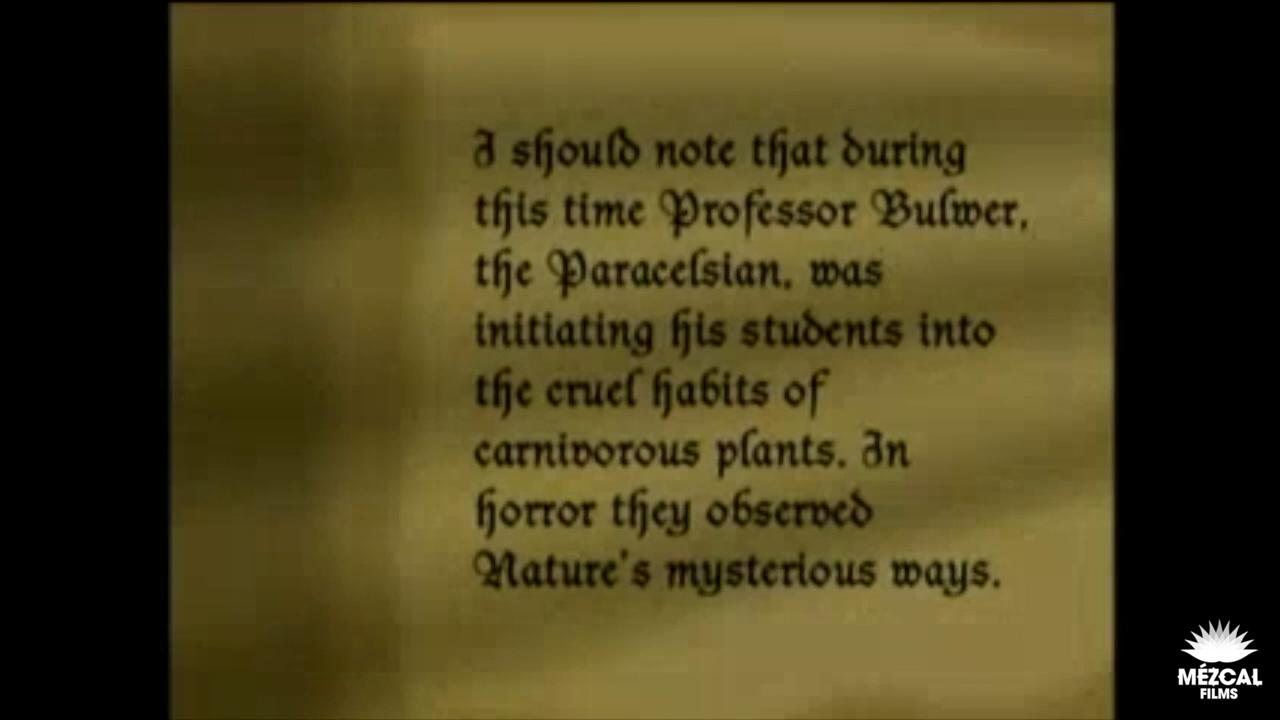 I should note that during
this time Professor Bulwer,
the Paracelsian, was
initiating his students into
the cruel habits of
carnivorous plants. In
horror they observed
Nature's mysterious ways.
MÉZCAL
FILMS